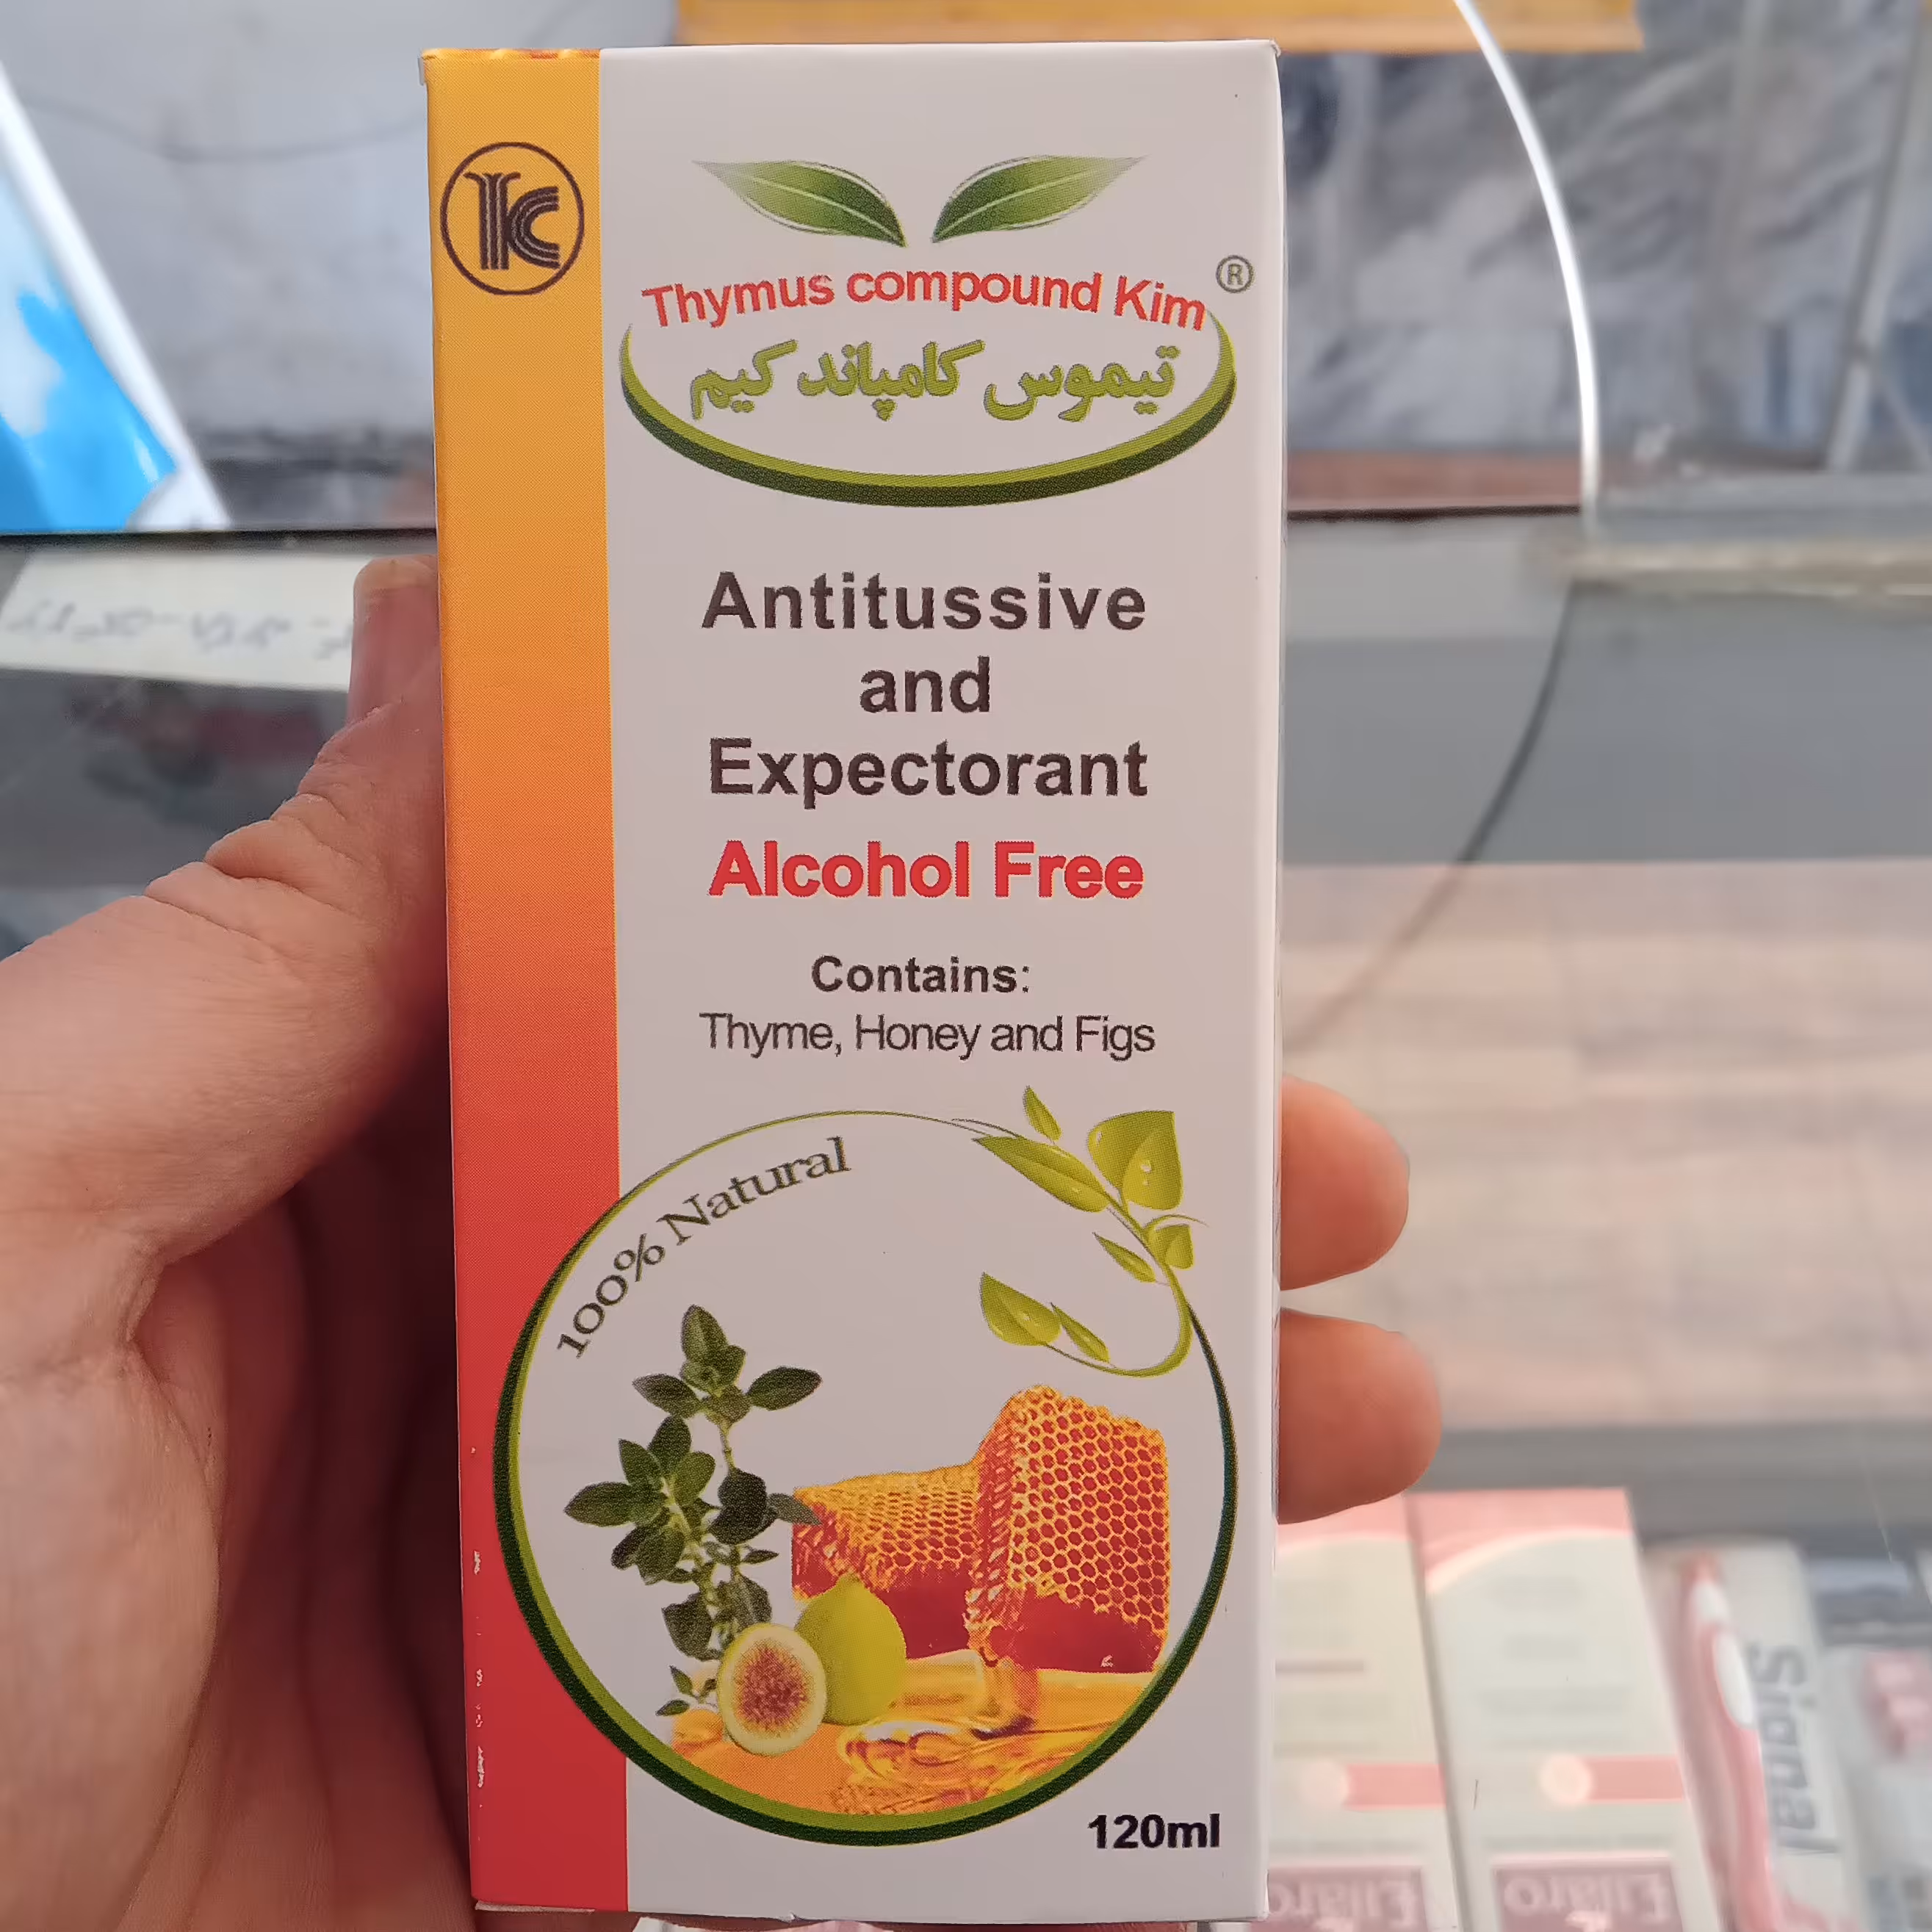 Thymus compound Kim ®
تیموس کامپاند کیم
Antitussive
and
Expectorant
Alcohol Free
Contains:
Thyme, Honey and Figs
100% Natural
120ml
Signal